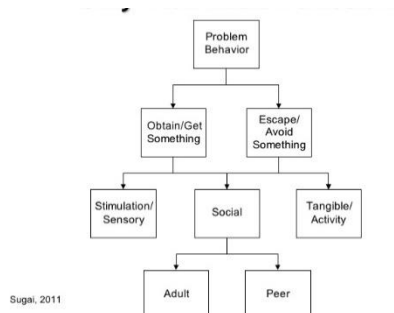 Problem
Behavior
Obtain/Get
Something
Escape/
Avoid
Something
Stimulation/
Sensory
Social
Tangible/
Activity
Adult
Peer
Sugai, 2011